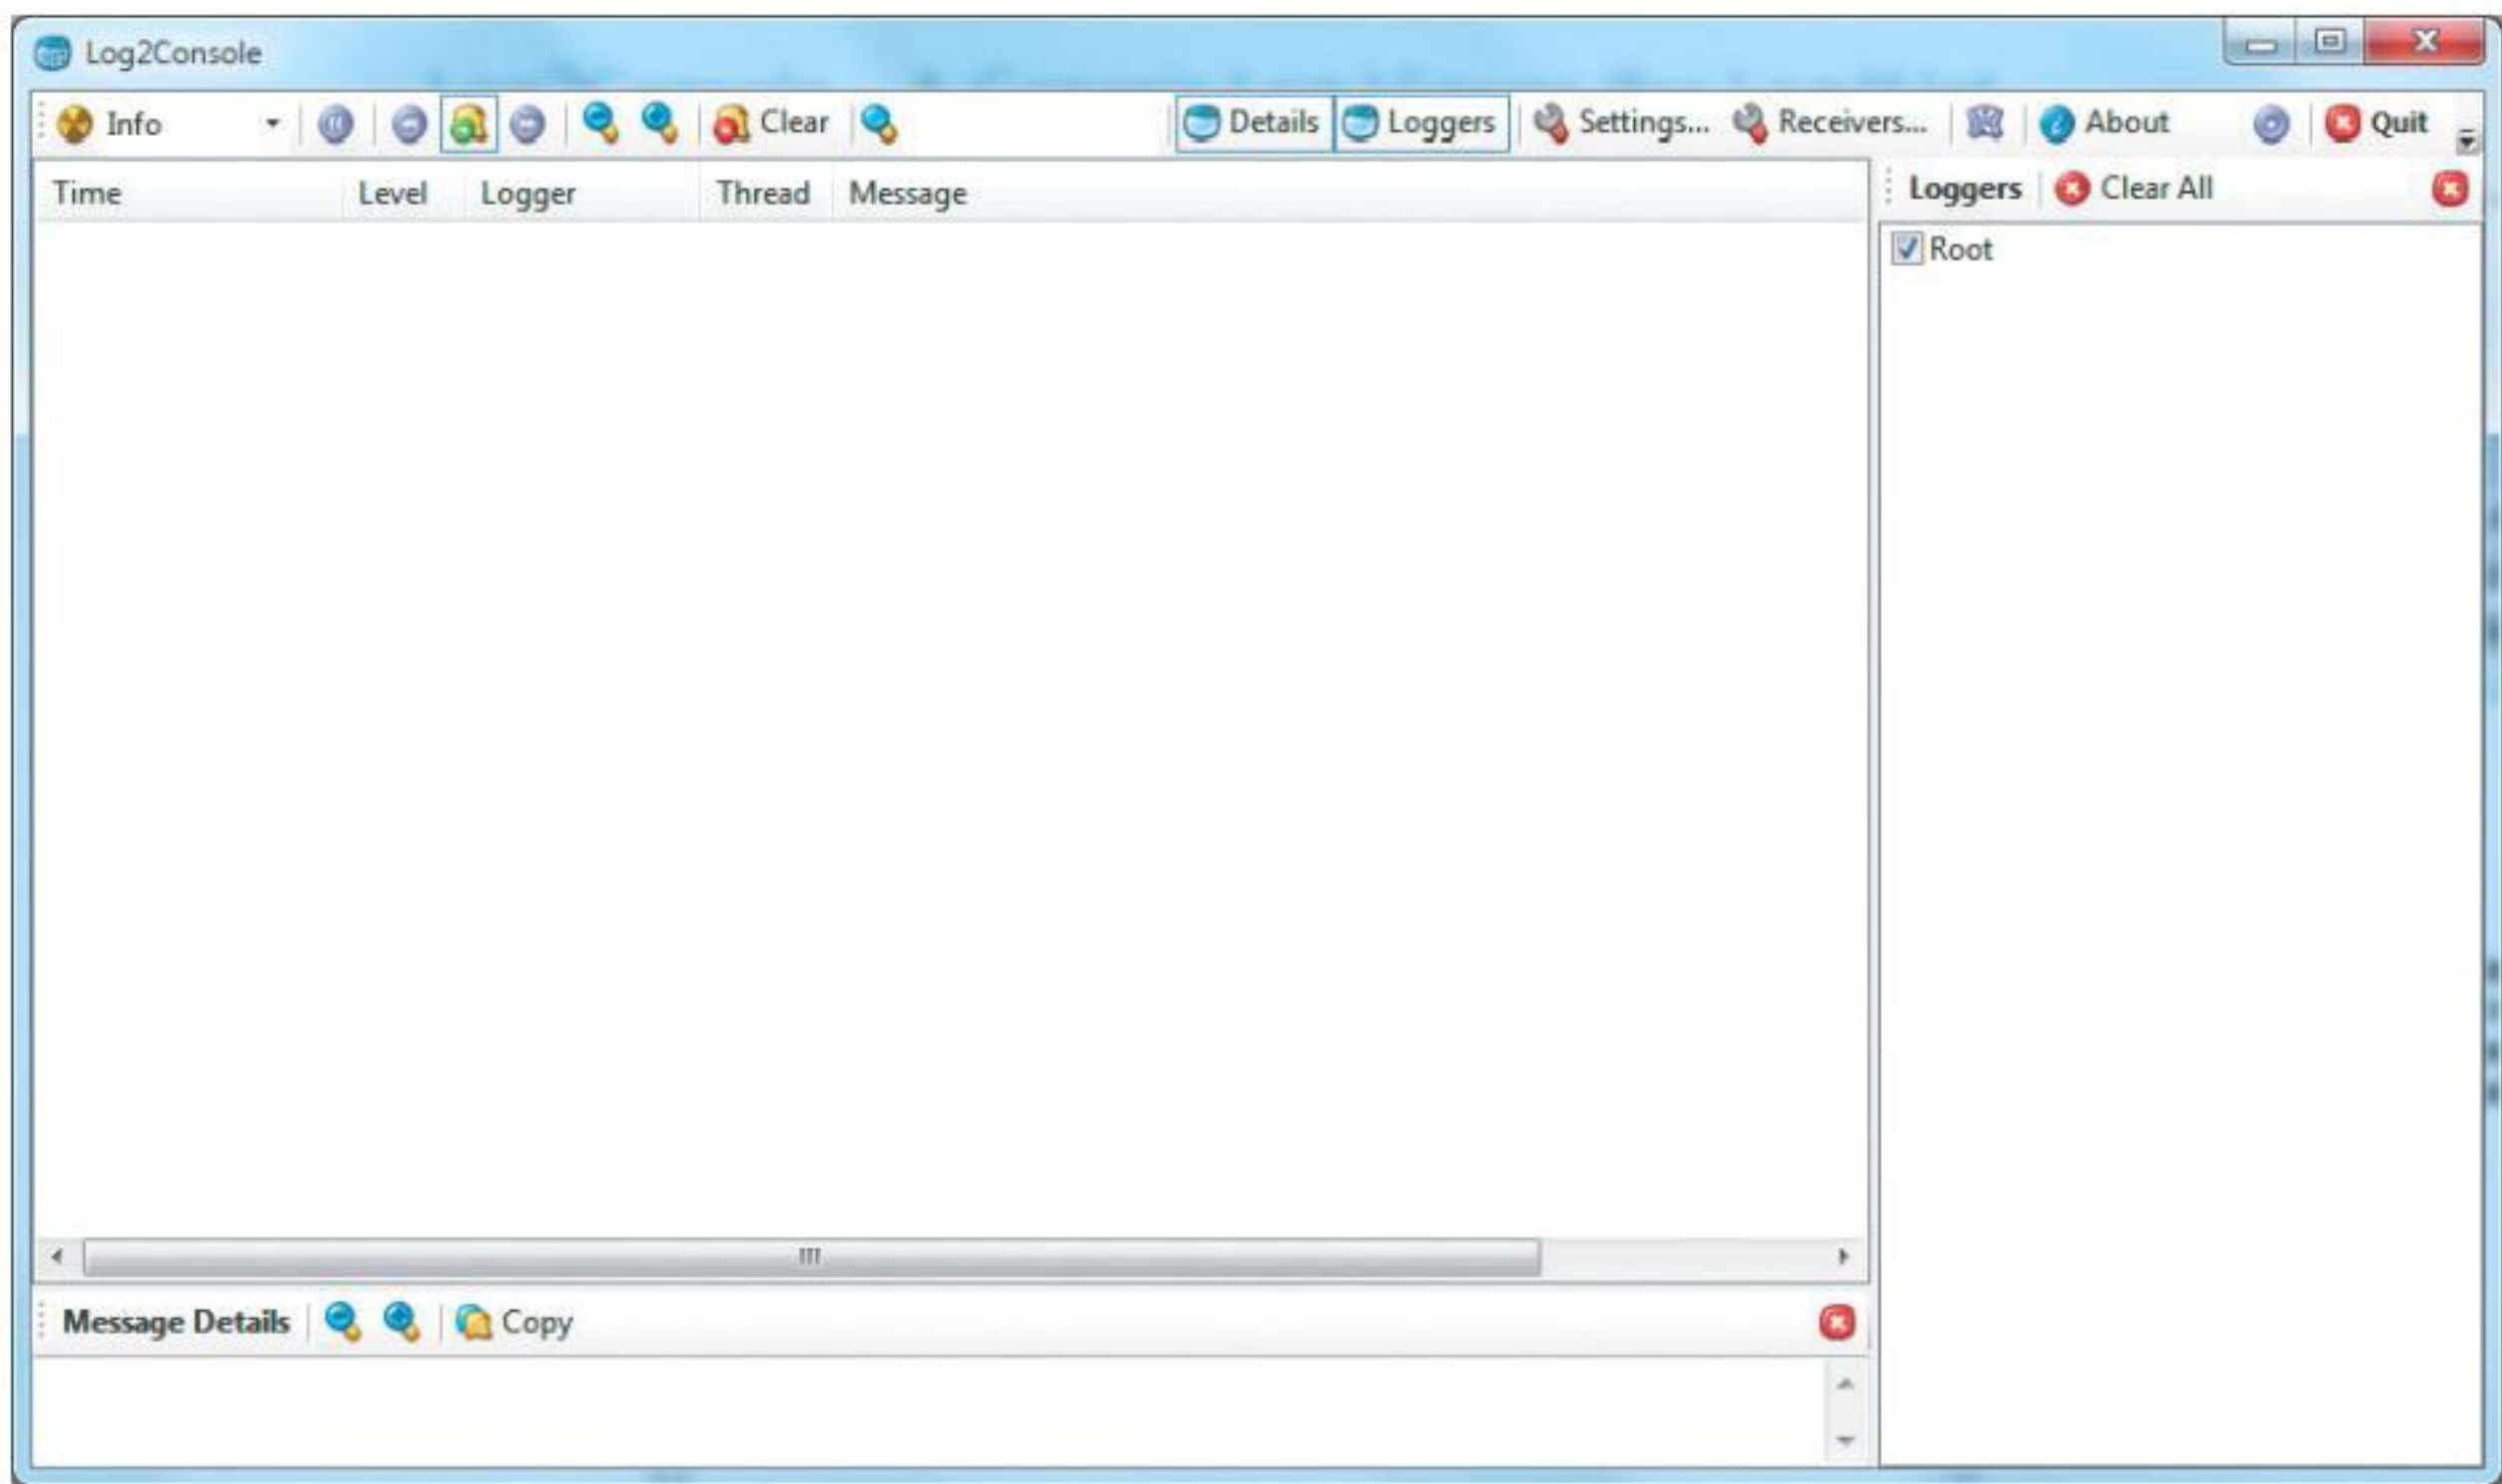 Log2Console
Info Clear Details Loggers Settings... Receivers... About Quit
Time Level Logger Thread Message
Loggers Clear All
Root
Message Details Copy